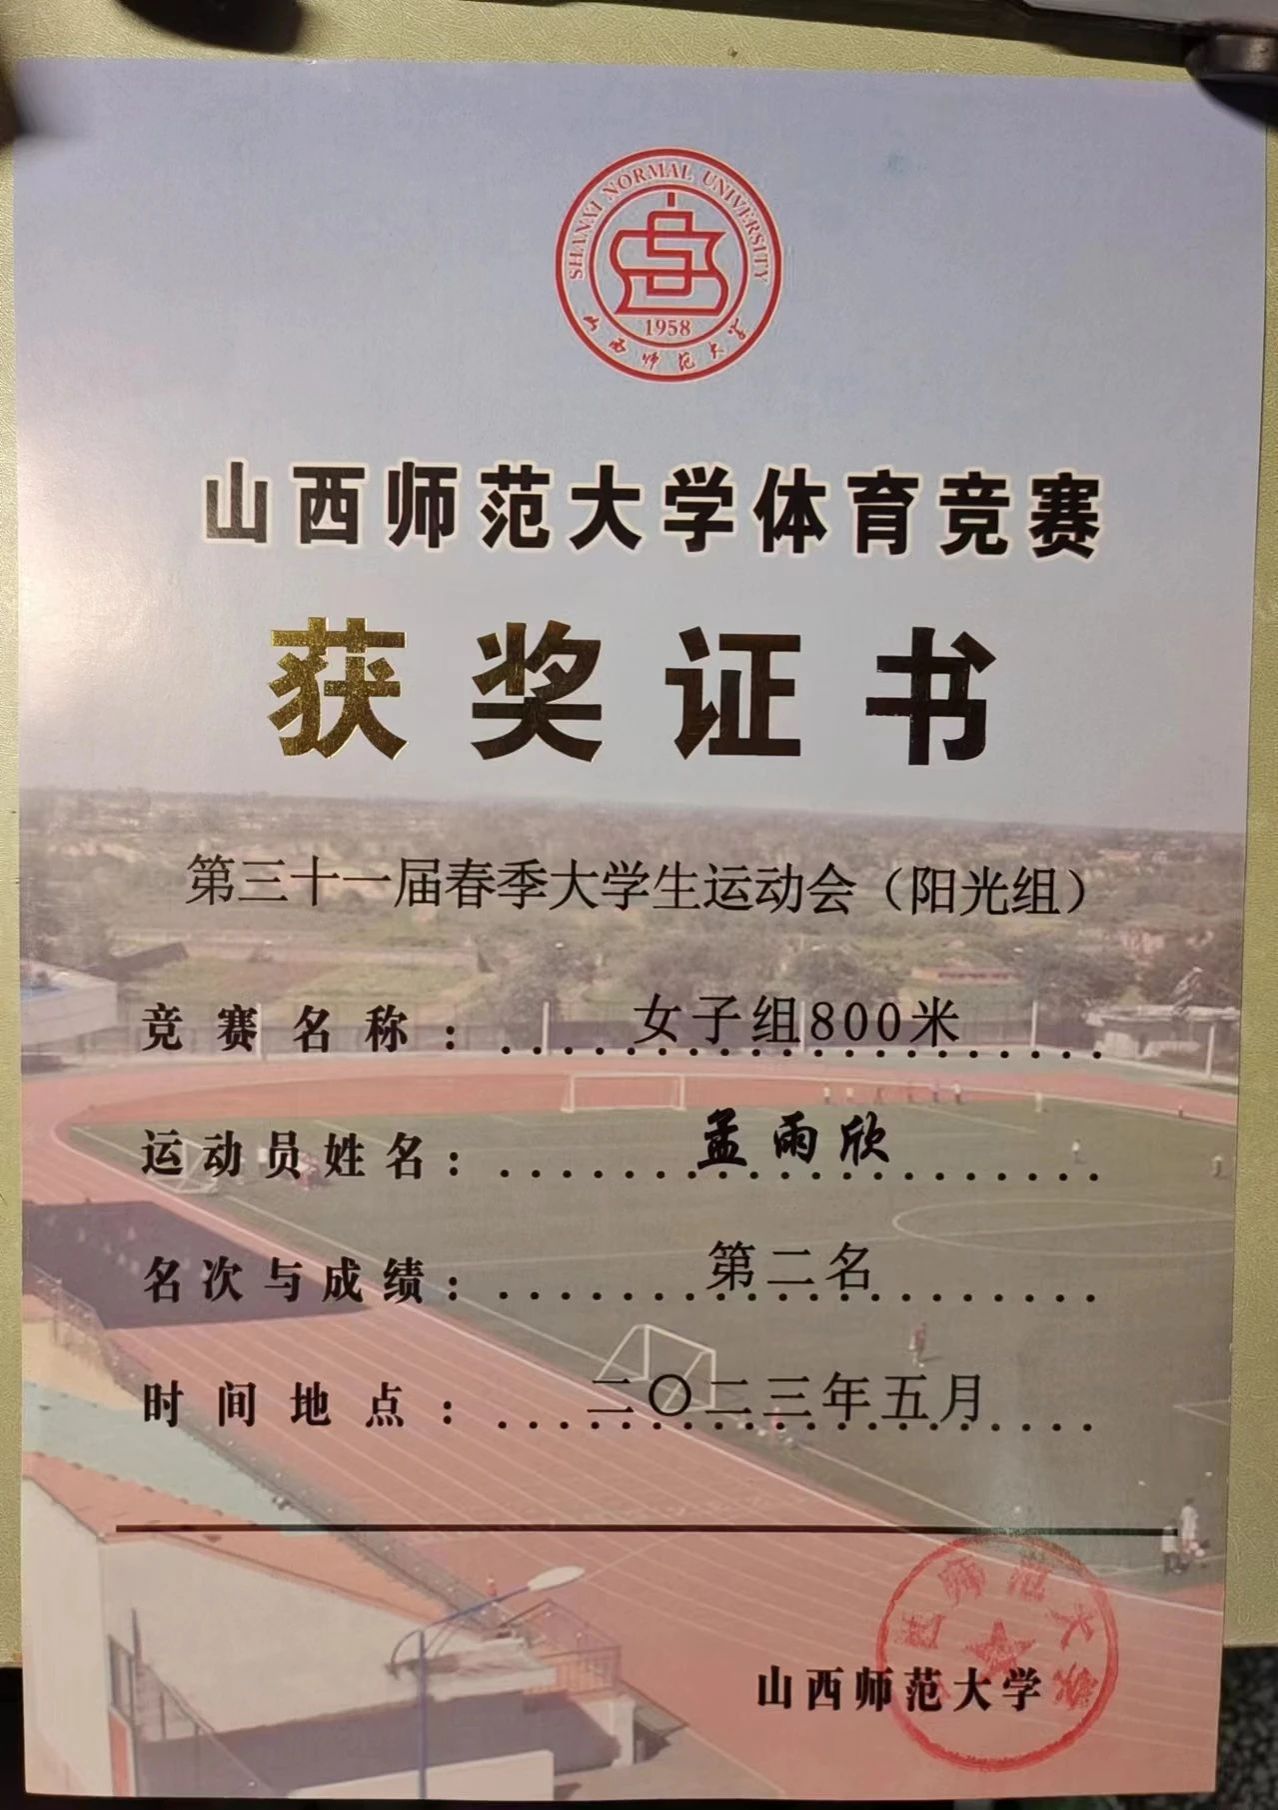 SHANXI NORMAL UNIVERSITY
1958
山西师范大学
山西师范大学体育竞赛
获奖证书
第三十一届春季大学生运动会（阳光组）
竞赛名称：女子组800米
运动员姓名：孟雨欣
名次与成绩：第二名
时间地点：二〇二三年五月
山西师范大学